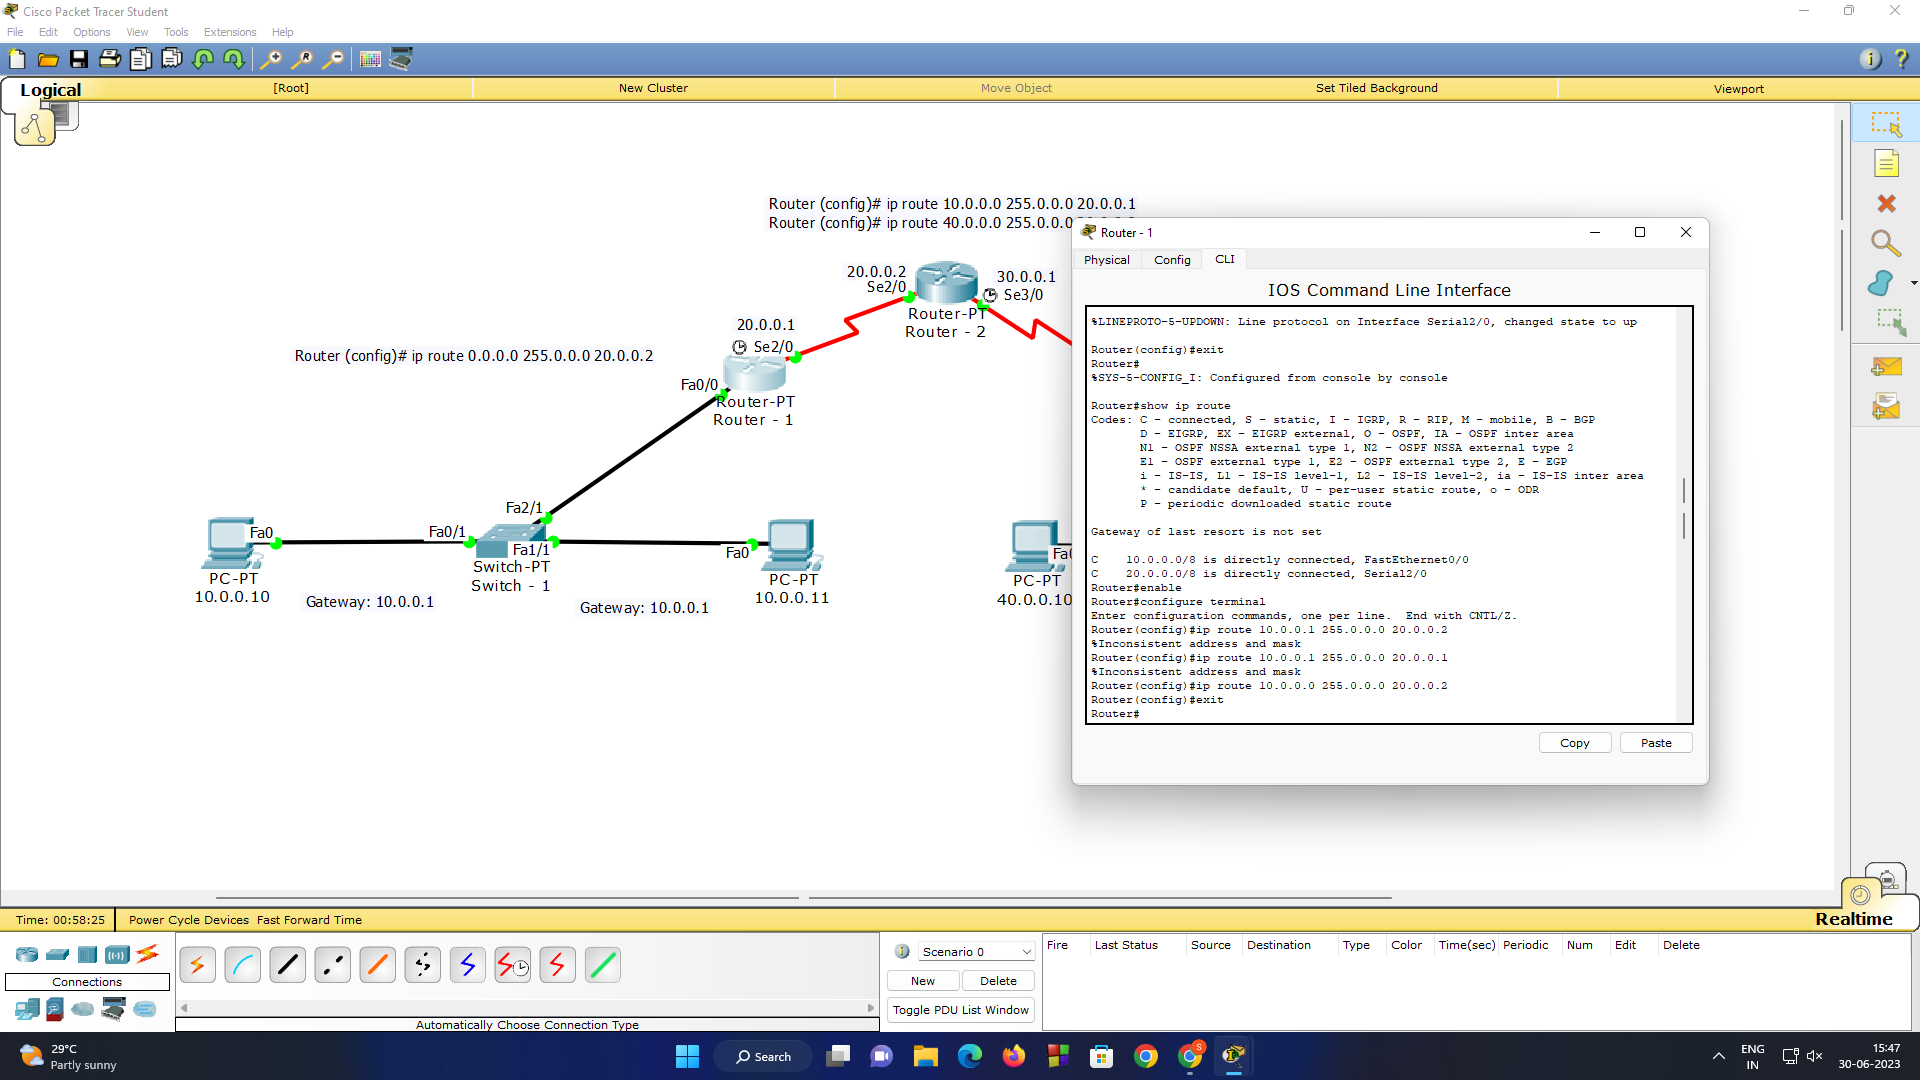 Cisco Packet Tracer Student
File Edit Options View Tools Extensions Help
Logical [Root] New Cluster Move Object Set Tiled Background Viewport
Router (config)# ip route 10.0.0.0 255.0.0.0 20.0.0.1
Router (config)# ip route 40.0.0.0 255.0.0.0
20.0.0.2
Se2/0
30.0.0.1
Se3/0
Router-PT
Router - 2
20.0.0.1
Se2/0
Router (config)# ip route 0.0.0.0 255.0.0.0 20.0.0.2
Fa0/0
Router-PT
Router - 1
Fa2/1
Fa0
Fa0/1
Fa1/1
Fa0
PC-PT
10.0.0.10
Switch-PT
Switch - 1
PC-PT
10.0.0.11
PC-PT
40.0.0.10
Gateway: 10.0.0.1
Gateway: 10.0.0.1
Router - 1
Physical Config CLI
IOS Command Line Interface
%LINEPROTO-5-UPDOWN: Line protocol on Interface Serial2/0, changed state to up
Router(config)#exit
Router#
%SYS-5-CONFIG_I: Configured from console by console
Router#show ip route
Codes: C - connected, S - static, I - IGRP, R - RIP, M - mobile, B - BGP
D - EIGRP, EX - EIGRP external, O - OSPF, IA - OSPF inter area
N1 - OSPF NSSA external type 1, N2 - OSPF NSSA external type 2
E1 - OSPF external type 1, E2 - OSPF external type 2, E - EGP
i - IS-IS, L1 - IS-IS level-1, L2 - IS-IS level-2, ia - IS-IS inter area
* - candidate default, U - per-user static route, o - ODR
P - periodic downloaded static route
Gateway of last resort is not set
C 10.0.0.0/8 is directly connected, FastEthernet0/0
C 20.0.0.0/8 is directly connected, Serial2/0
Router#enable
Router#configure terminal
Enter configuration commands, one per line. End with CNTL/Z.
Router(config)#ip route 10.0.0.1 255.0.0.0 20.0.0.2
%Inconsistent address and mask
Router(config)#ip route 10.0.0.1 255.0.0.0 20.0.0.1
%Inconsistent address and mask
Router(config)#ip route 10.0.0.0 255.0.0.0 20.0.0.2
Router(config)#exit
Router#
Copy Paste
Time: 00:58:25 Power Cycle Devices Fast Forward Time
Realtime
Connections
Automatically Choose Connection Type
Scenario 0
New Delete
Toggle PDU List Window
Fire Last Status Source Destination Type Color Time(sec) Periodic Num Edit Delete
29°C
Partly sunny
Search
S
ENG
IN
15:47
30-06-2023